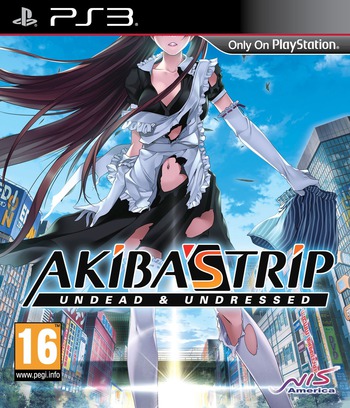 PS3
Only On PlayStation®
AKIBA'S TRIP
UNDEAD & UNDRESSED
16
www.pegi.info
NIS
America